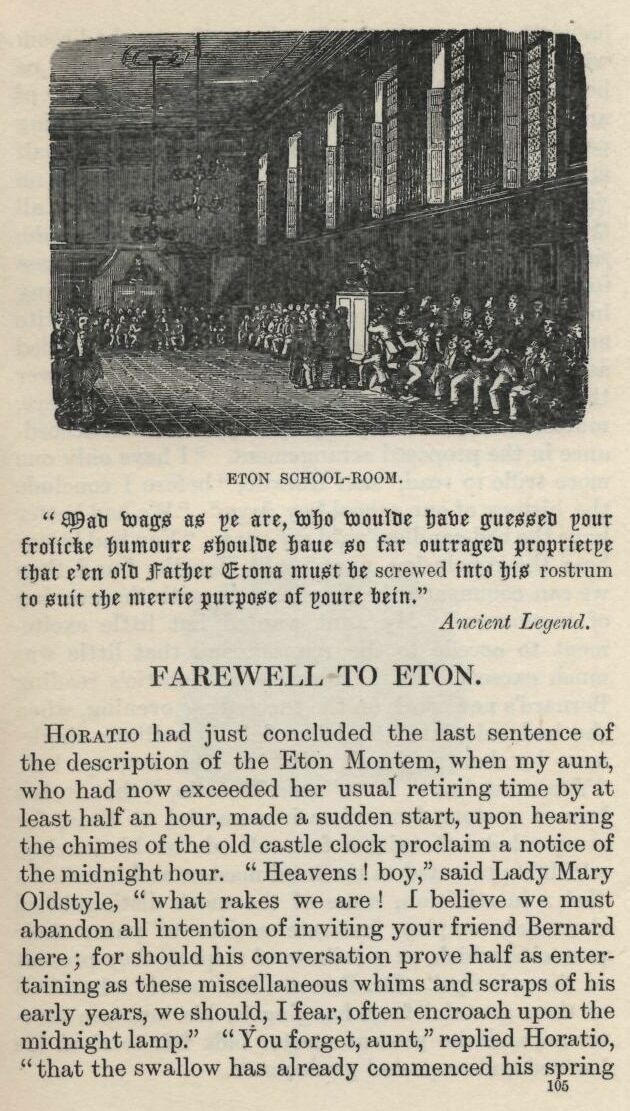 ETON SCHOOL-ROOM.
"Mad wags as ye are, who woulde have guessed your
frolicke humoure shoulde haue so far outraged proprietye
that e'en old Father Etona must be screwed into his rostrum
to suit the merrie purpose of youre vein."
Ancient Legend.
FAREWELL TO ETON.
HORATIO had just concluded the last sentence of
the description of the Eton Montem, when my aunt,
who had now exceeded her usual retiring time by at
least half an hour, made a sudden start, upon hearing
the chimes of the old castle clock proclaim a notice of
the midnight hour. "Heavens! boy," said Lady Mary
Oldstyle, "what rakes we are! I believe we must
abandon all intention of inviting your friend Bernard
here; for should his conversation prove half as enter-
taining as these miscellaneous whims and scraps of his
early years, we should, I fear, often encroach upon the
midnight lamp." "You forget, aunt," replied Horatio,
"that the swallow has already commenced his spring
105